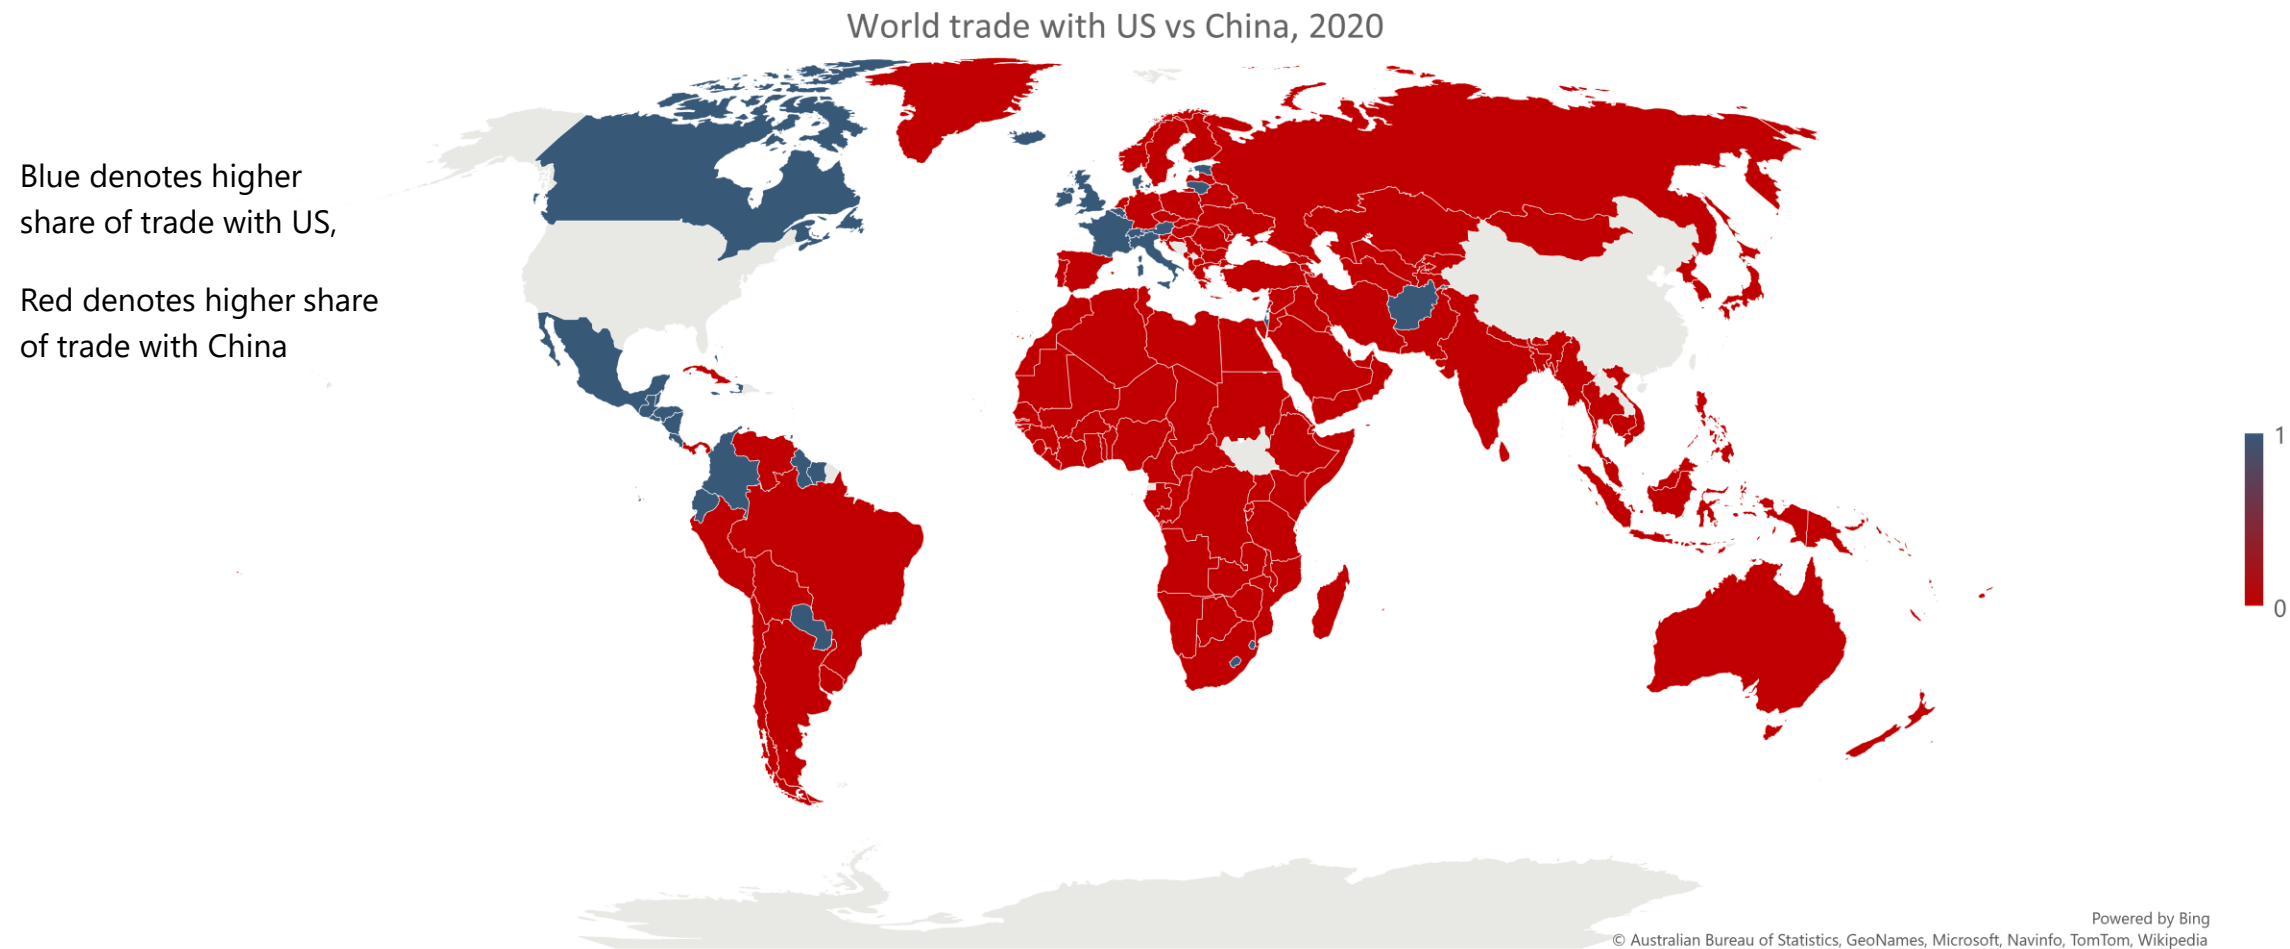 World trade with US vs China, 2020
Blue denotes higher
share of trade with US,
Red denotes higher share
of trade with China
1
0
Powered by Bing
© Australian Bureau of Statistics, GeoNames, Microsoft, Navinfo, TomTom, Wikipedia